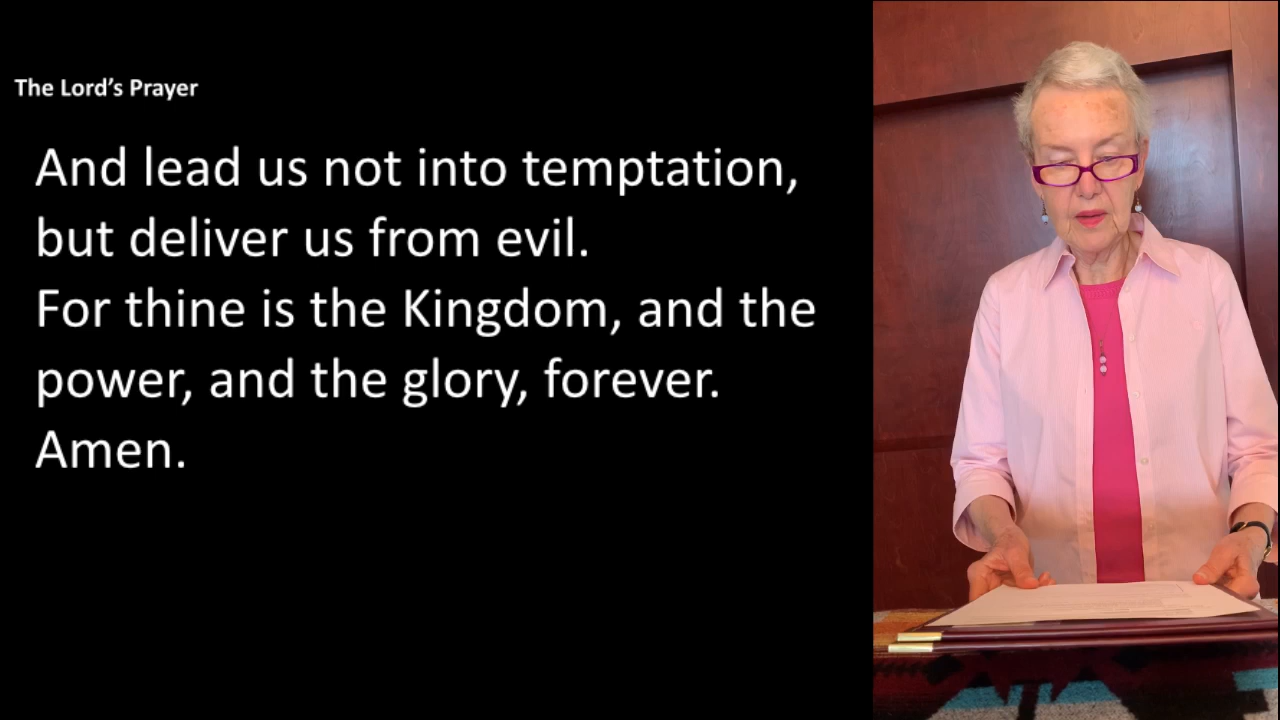 The Lord’s Prayer
And lead us not into temptation,
but deliver us from evil.
For thine is the Kingdom, and the
power, and the glory, forever.
Amen.